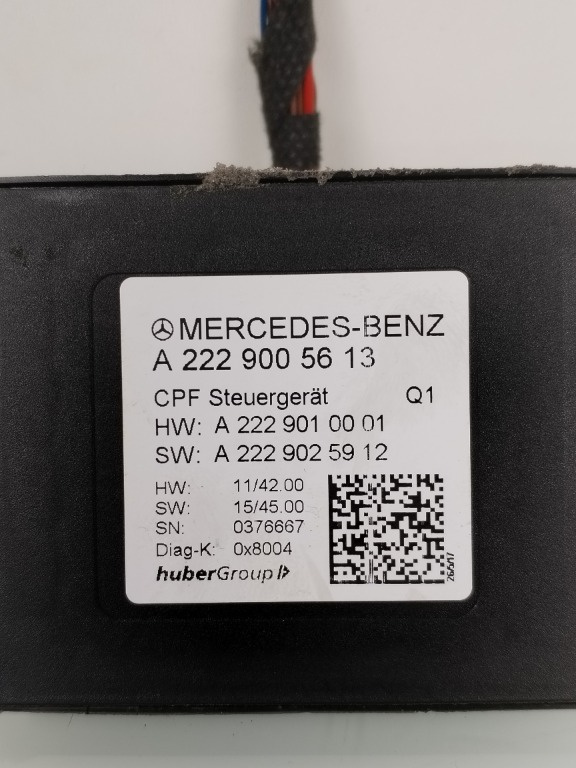 MERCEDES-BENZ
A 222 900 56 13
CPF Steuergerät Q1
HW: A 222 901 00 01
SW: A 222 902 59 12
HW: 11/42.00
SW: 15/45.00
SN: 0376667
Diag-K: 0x8004
huberGroup